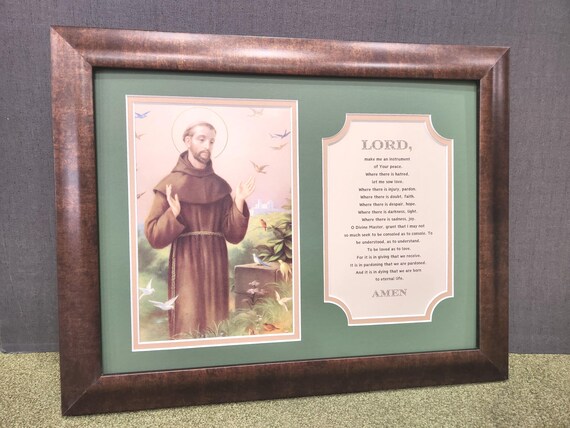 LORD,
make me an instrument
of Your peace.
Where there is hatred,
let me sow love.
Where there is injury, pardon.
Where there is doubt, faith.
Where there is despair, hope.
Where there is darkness, light.
Where there is sadness, joy.
O Divine Master, grant that I may not
so much seek to be consoled as to console. To
be understood, as to understand.
To be loved as to love.
For it is in giving that we receive,
it is in pardoning that we are pardoned
And it is in dying that we are born
to eternal life.
AMEN